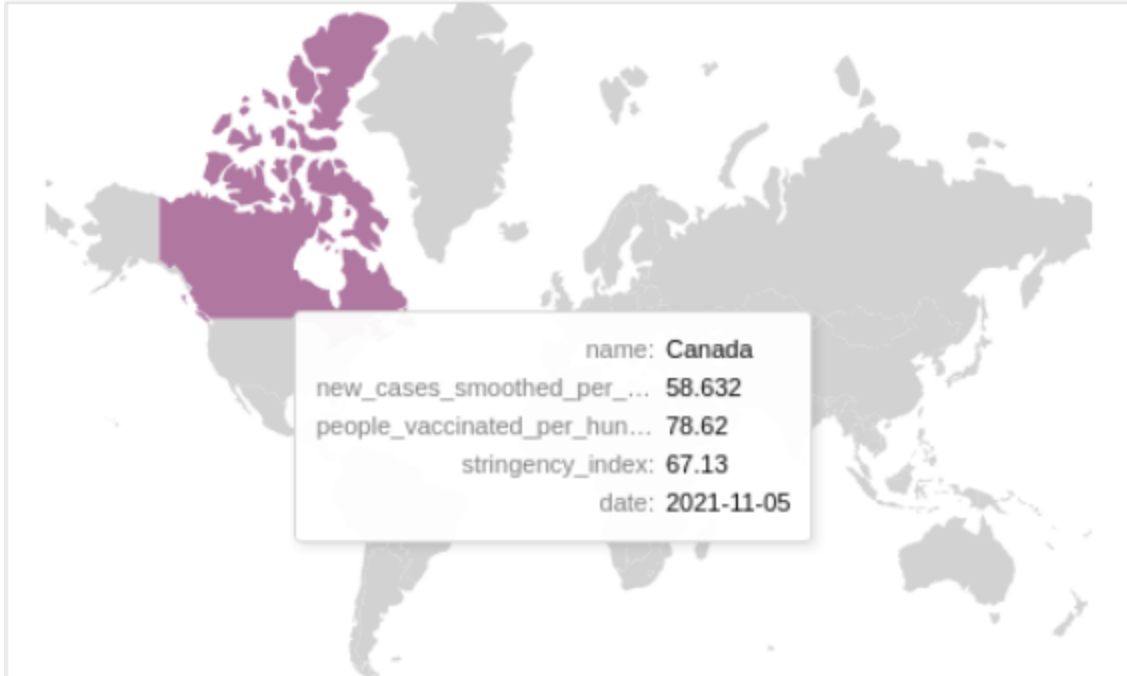 name: Canada
new_cases_smoothed_per_... 58.632
people_vaccinated_per_hun... 78.62
stringency_index: 67.13
date: 2021-11-05